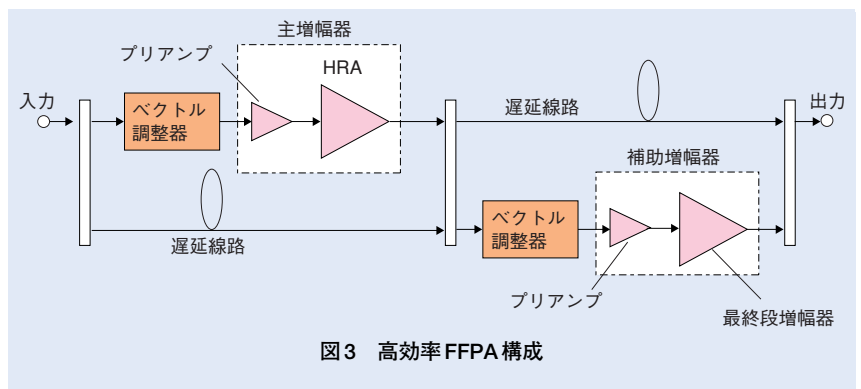 主増幅器
プリアンプ
HRA
入力
ベクトル
調整器
遅延線路
出力
補助増幅器
遅延線路
ベクトル
調整器
プリアンプ
最終段増幅器
図3 高効率FFPA構成